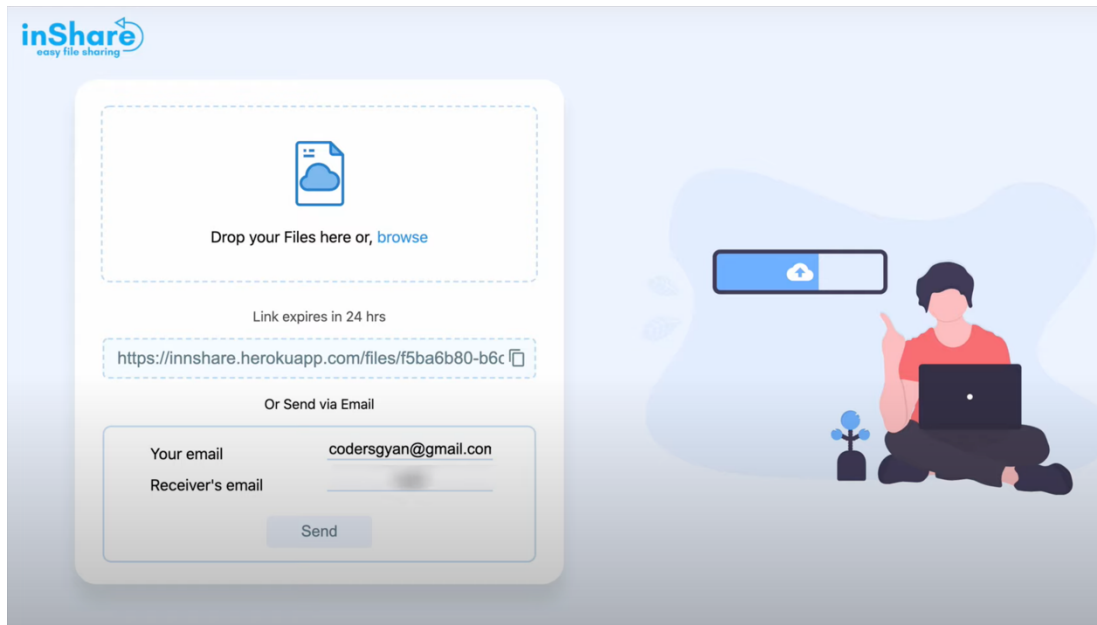 inShare
easy file sharing
Drop your Files here or, browse
Link expires in 24 hrs
https://innshare.herokuapp.com/files/f5ba6b80-b6c
Or Send via Email
Your email codersgyan@gmail.con
Receiver's email
Send